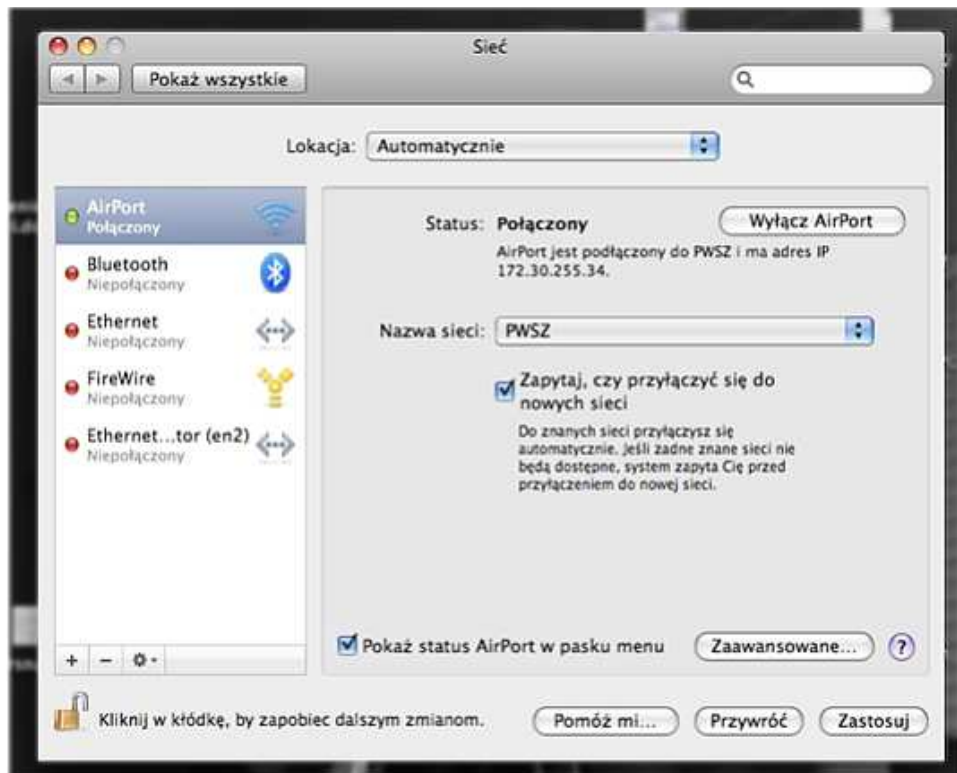 Sieć
Pokaż wszystkie
Lokacja: Automatycznie
AirPort
Połączony
Bluetooth
Niepołączony
Ethernet
Niepołączony
FireWire
Niepołączony
Ethernet...tor (en2)
Niepołączony
Status: Połączony
Wyłącz AirPort
AirPort jest podłączony do PWSZ i ma adres IP
172.30.255.34.
Nazwa sieci: PWSZ
Zapytaj, czy przyłączyć się do
nowych sieci
Do znanych sieci przyłączysz się
automatycznie. Jeśli żadne znane sieci nie
będą dostępne, system zapyta Cię przed
przyłączeniem do nowej sieci.
Pokaż status AirPort w pasku menu
Zaawansowane...
?
+ -
Kliknij w kłódkę, by zapobiec dalszym zmianom.
Pomóż mi...
Przywróć
Zastosuj